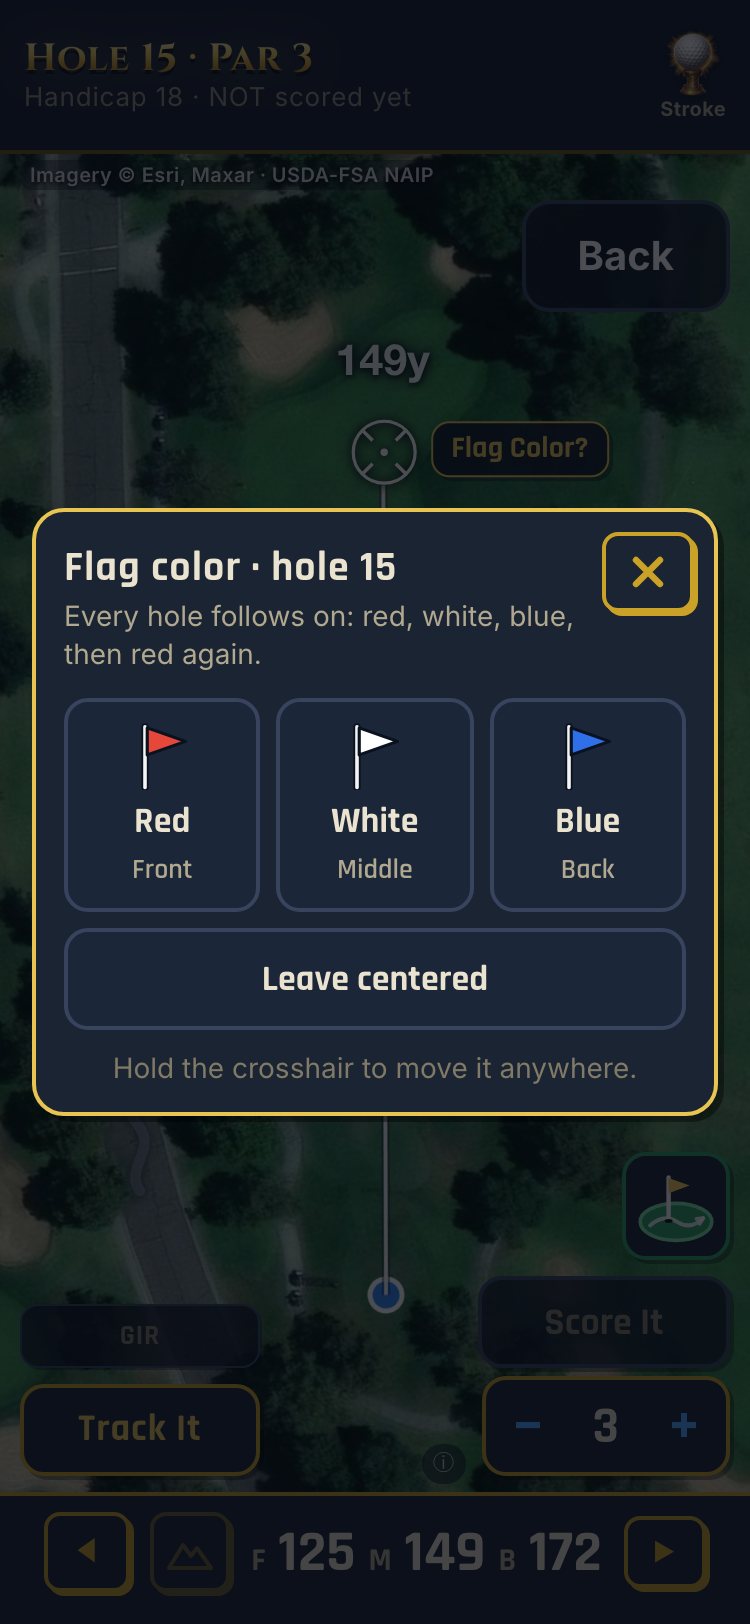 Hole 15 · Par 3
Handicap 18 · NOT scored yet
Stroke
Imagery © Esri, Maxar · USDA-FSA NAIP
Back
149y
Flag Color?
Flag color · hole 15
Every hole follows on: red, white, blue,
then red again.
Red
Front
White
Middle
Blue
Back
Leave centered
Hold the crosshair to move it anywhere.
GIR
Score It
Track It
− 3 +
F 125 M 149 B 172